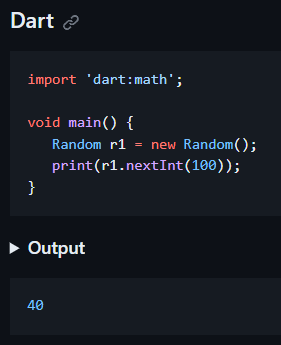 Dart
import 'dart:math';
void main() {
Random r1 = new Random();
print(r1.nextInt(100));
}
Output
40